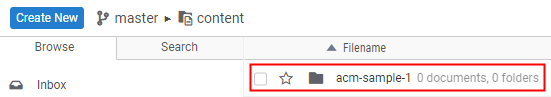 Create New master content
Browse Search Filename
Inbox acm-sample-1 0 documents, 0 folders